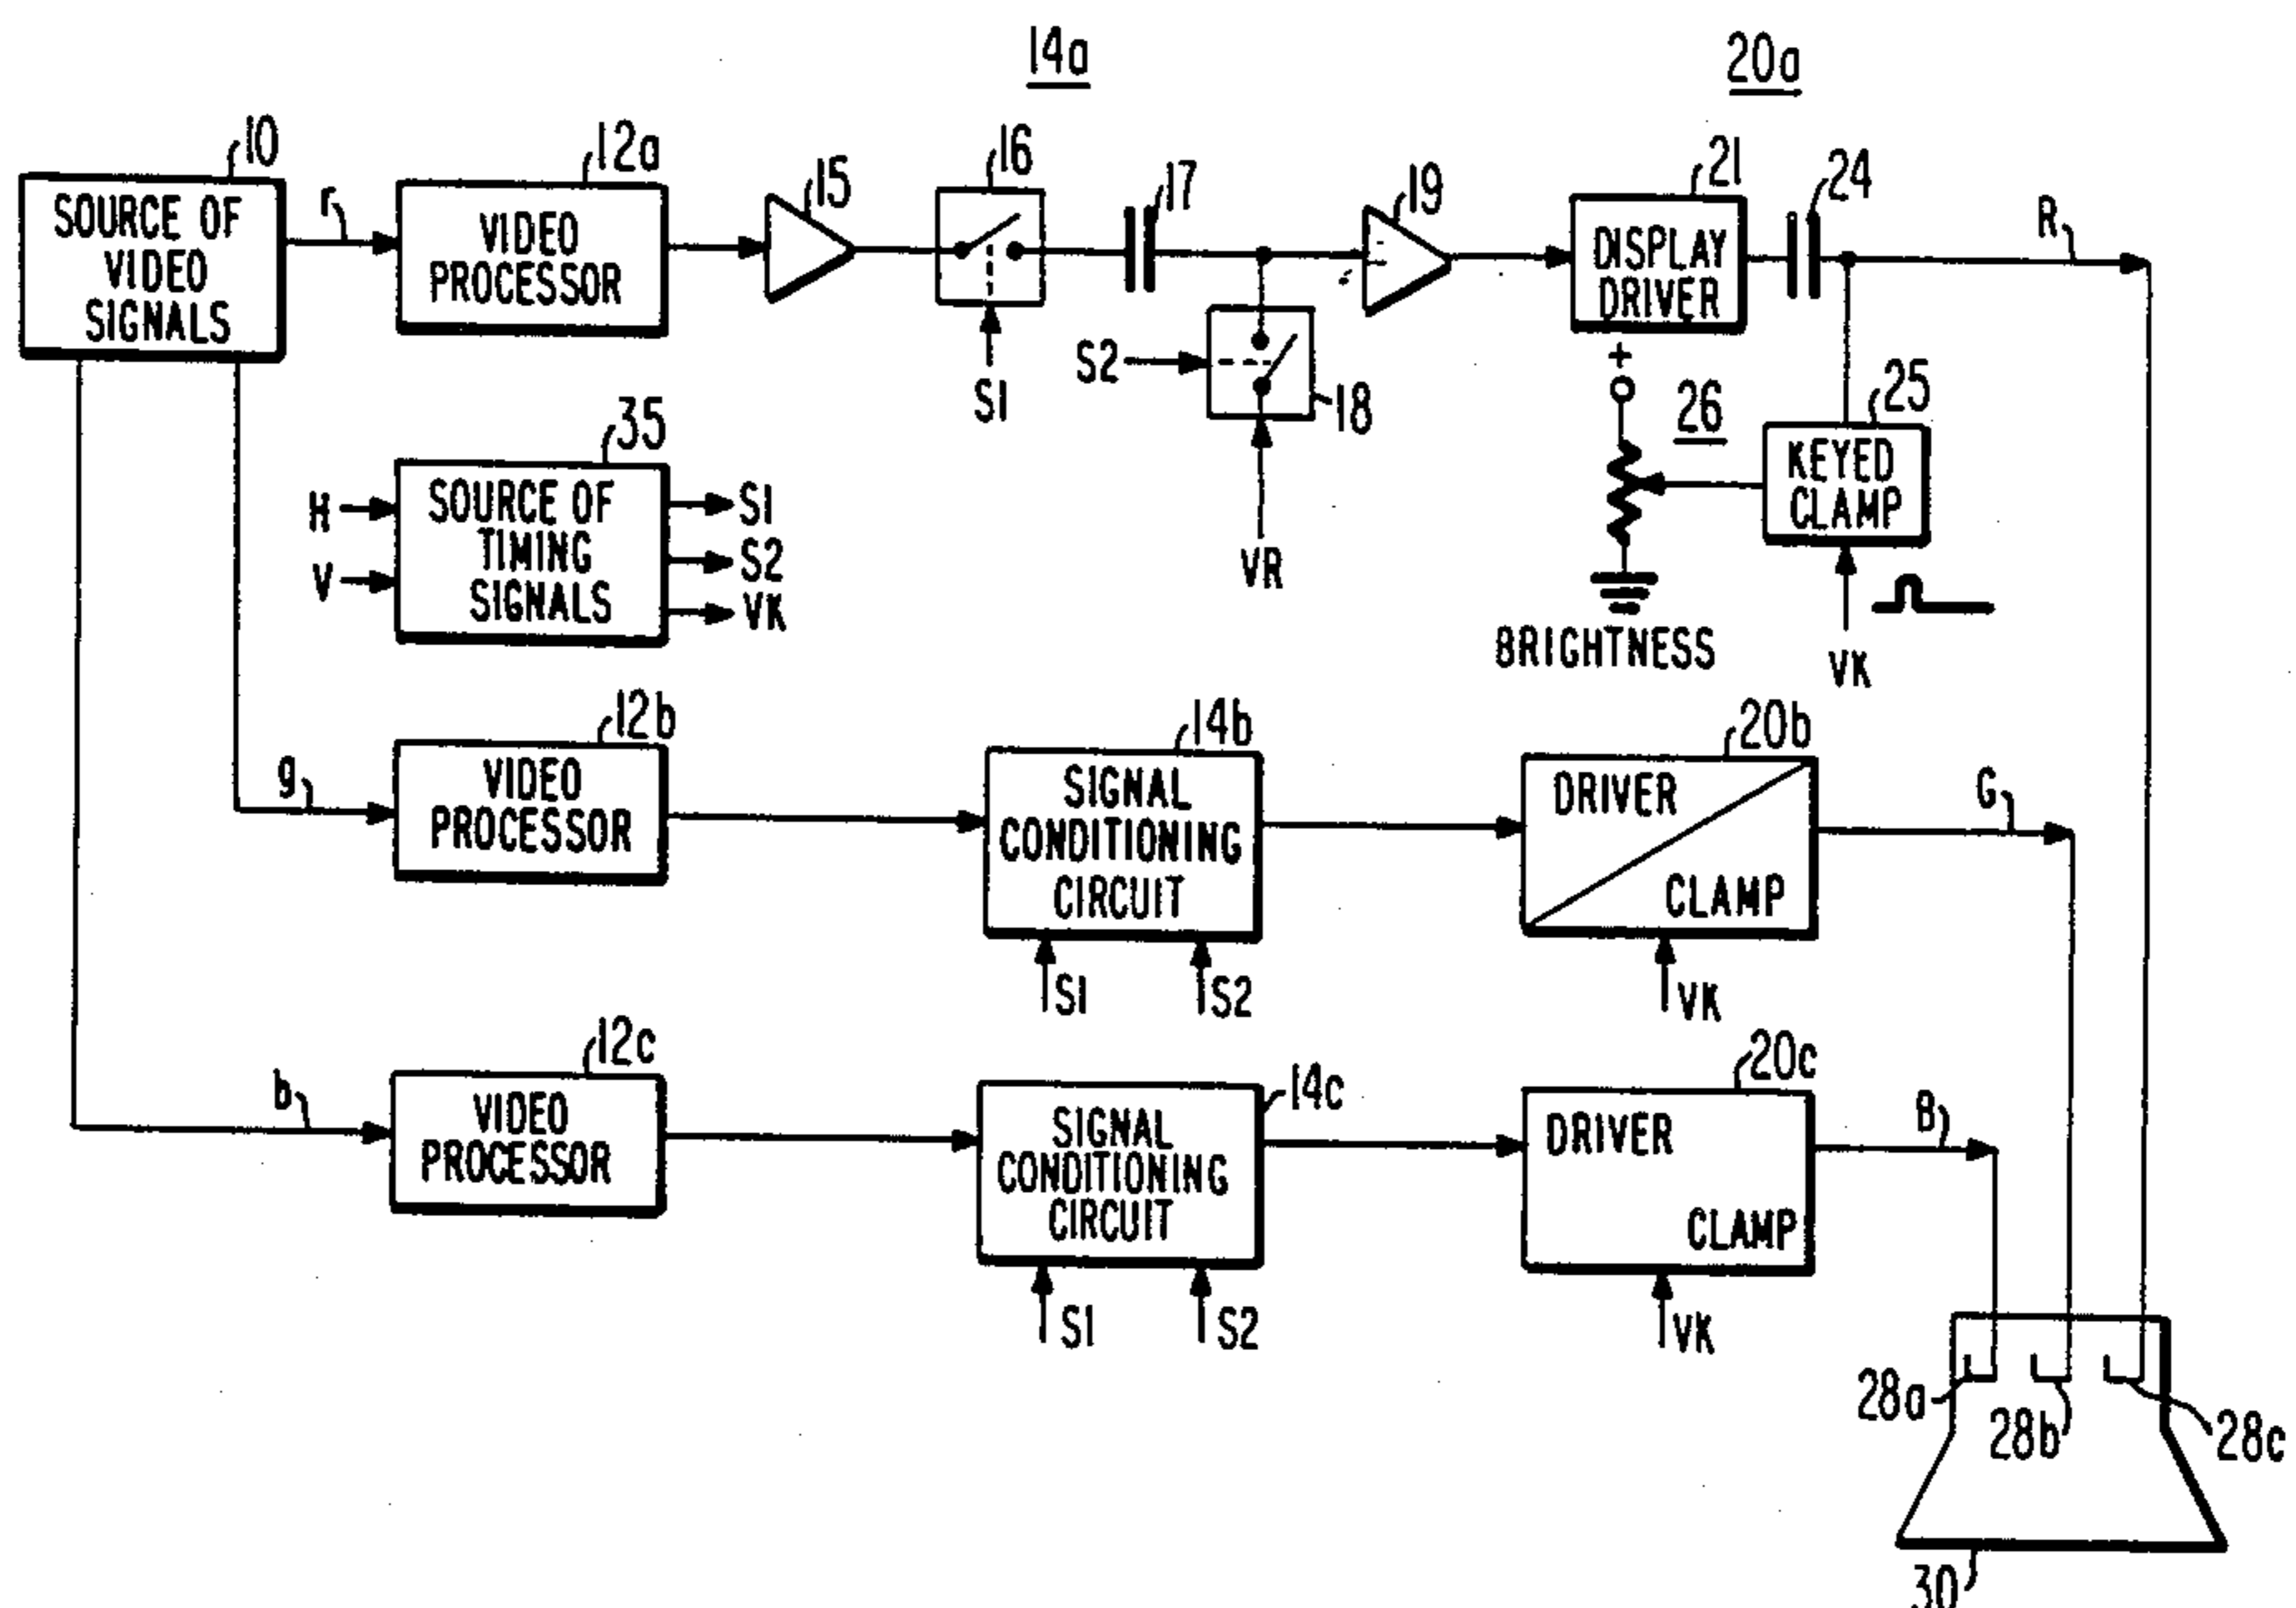 14a
20a
10
12a
15
16
17
19
21
24
R
SOURCE OF
VIDEO
SIGNALS
r
VIDEO
PROCESSOR
DISPLAY
DRIVER
S1
S2
18
VR
+
26
25
KEYED
CLAMP
BRIGHTNESS
VK
35
H
V
SOURCE OF
TIMING
SIGNALS
S1
S2
VK
12b
g
VIDEO
PROCESSOR
14b
SIGNAL
CONDITIONING
CIRCUIT
S1
S2
20b
DRIVER
CLAMP
VK
G
12c
b
VIDEO
PROCESSOR
14c
SIGNAL
CONDITIONING
CIRCUIT
S1
S2
20c
DRIVER
CLAMP
VK
B
28a
28b
28c
30